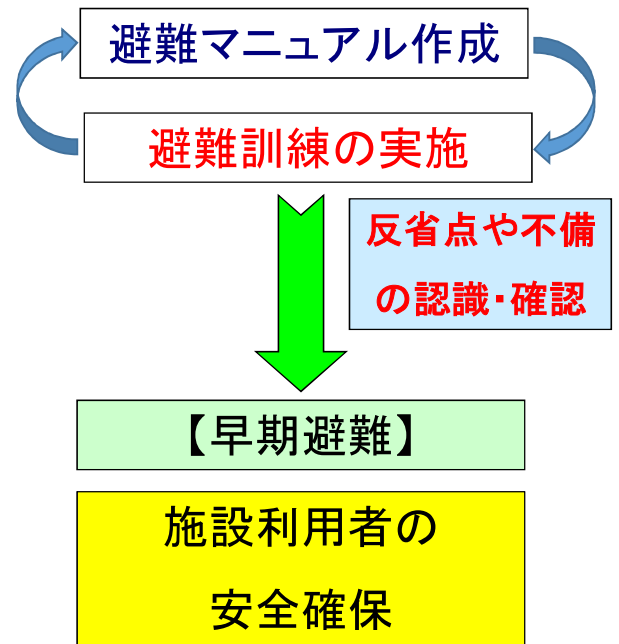 避難マニュアル作成
避難訓練の実施
反省点や不備
の認識・確認
【早期避難】
施設利用者の
安全確保